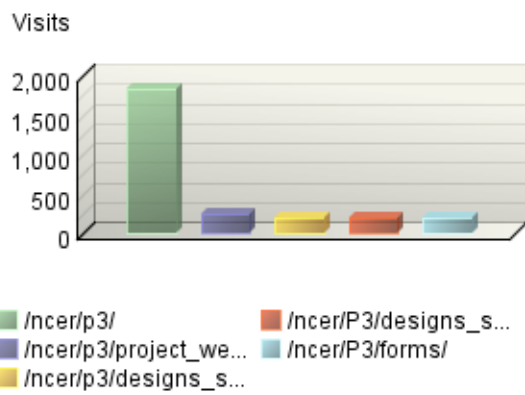 Visits
2,000
1,500
1,000
500
0
/ncer/p3/
/ncer/P3/designs_s...
/ncer/p3/project_we...
/ncer/P3/forms/
/ncer/p3/designs_s...